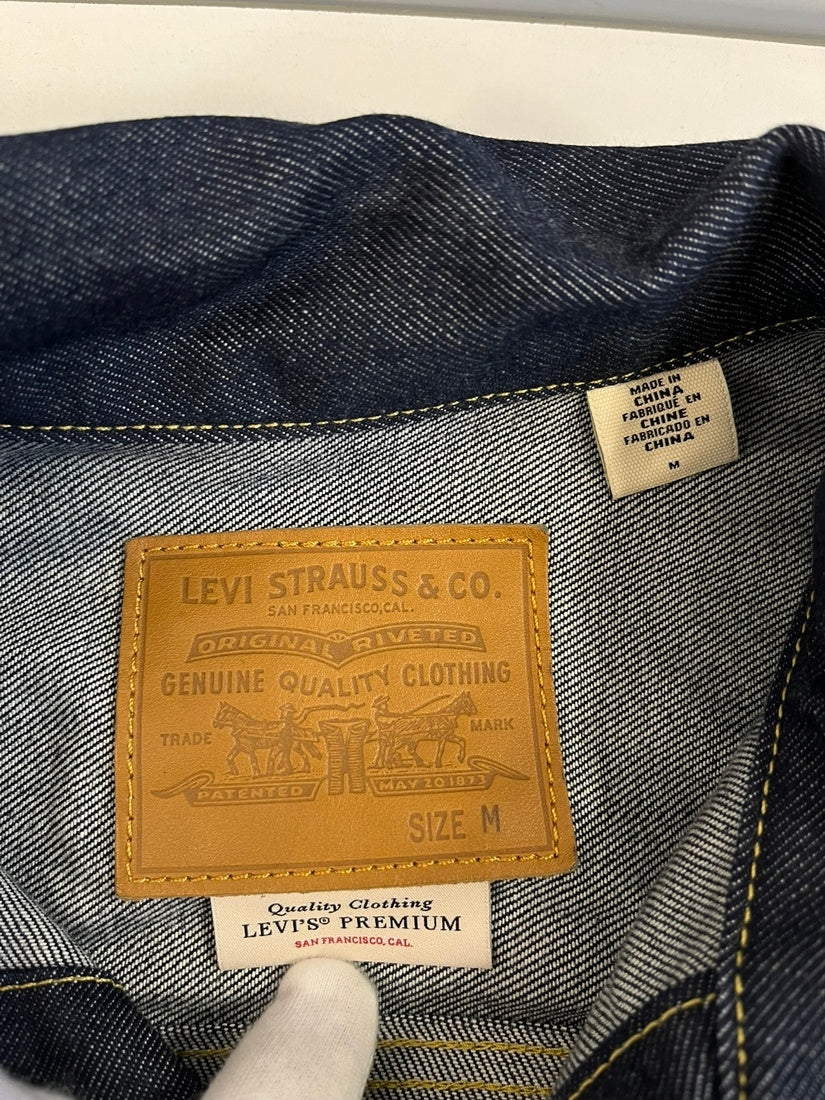 MADE IN
CHINA
FABRIQUÉ EN
CHINE
FABRICADO EN
CHINA
M
LEVI STRAUSS & CO.
SAN FRANCISCO, CAL.
ORIGINAL RIVETED
GENUINE QUALITY CLOTHING
TRADE MARK
PATENTED MAY 20 1873
SIZE M
Quality Clothing
LEVI'S® PREMIUM
SAN FRANCISCO, CAL.